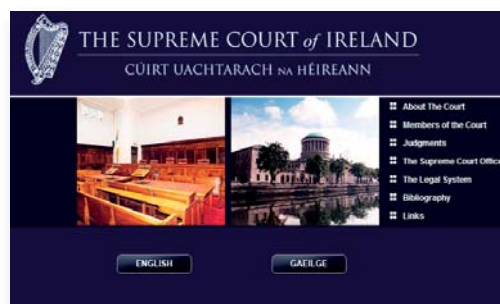 THE SUPREME COURT of IRELAND
CÚIRT UACHTARACH NA HÉIREANN
About The Court
Members of the Court
Judgments
The Supreme Court Office
The Legal System
Bibliography
Links
ENGLISH
GAEILGE